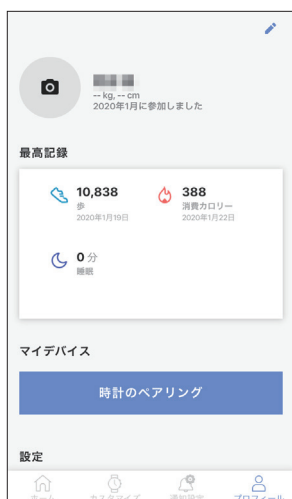 -- kg, -- cm
2020年1月に参加しました
最高記録
10,838
歩
2020年1月19日
388
消費カロリー
2020年1月22日
0 分
睡眠
マイデバイス
時計のペアリング
設定
ホーム
カスタマイズ
通知設定
プロフィール